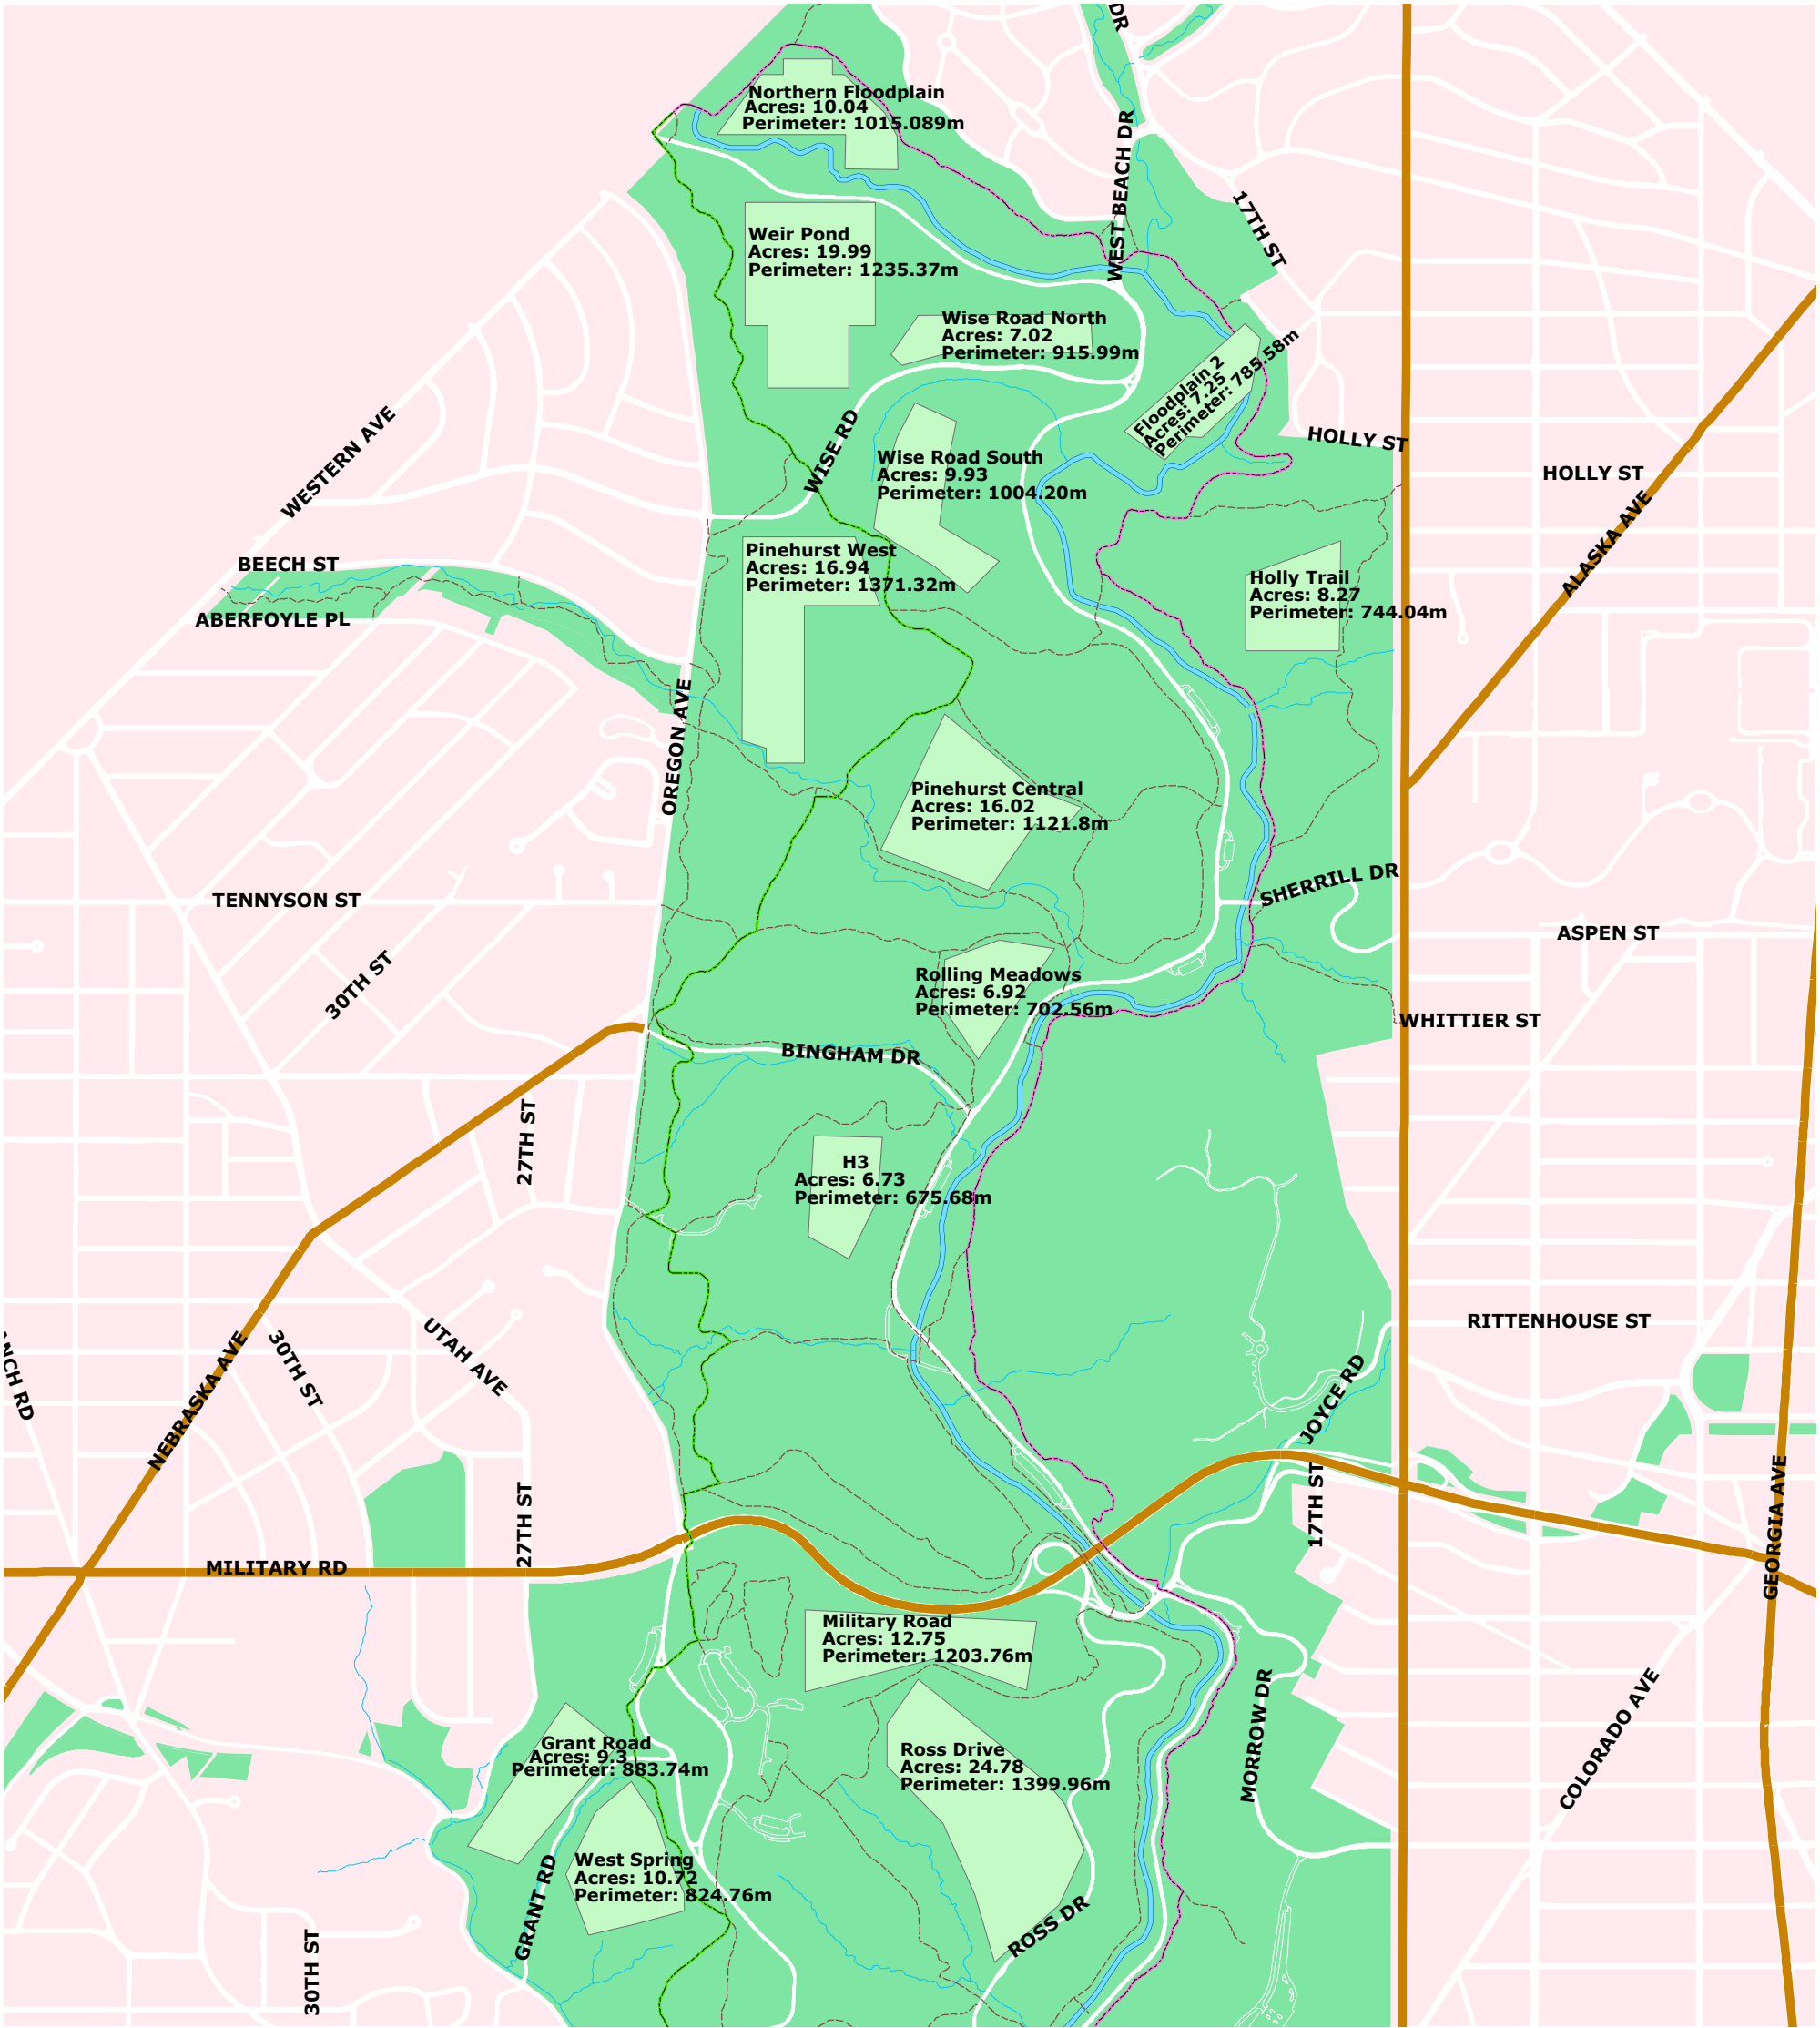 DR
Northern Floodplain
Acres: 10.04
Perimeter: 1015.089m
WEST BEACH DR
17TH ST
Weir Pond
Acres: 19.99
Perimeter: 1235.37m
Wise Road North
Acres: 7.02
Perimeter: 915.99m
Floodplain 2
Acres: 7.25
Perimeter: 785.58m
WESTERN AVE
WISE RD
HOLLY ST
HOLLY ST
Wise Road South
Acres: 9.93
Perimeter: 1004.20m
ALASKA AVE
BEECH ST
Pinehurst West
Acres: 16.94
Perimeter: 1371.32m
Holly Trail
Acres: 8.27
Perimeter: 744.04m
ABERFOYLE PL
OREGON AVE
Pinehurst Central
Acres: 16.02
Perimeter: 1121.8m
SHERRILL DR
TENNYSON ST
ASPEN ST
30TH ST
Rolling Meadows
Acres: 6.92
Perimeter: 702.56m
WHITTIER ST
BINGHAM DR
27TH ST
H3
Acres: 6.73
Perimeter: 675.68m
RITTENHOUSE ST
UTAH AVE
NEBRASKA AVE
30TH ST
NCH RD
JOYCE RD
27TH ST
17TH ST
GEORGIA AVE
MILITARY RD
Military Road
Acres: 12.75
Perimeter: 1203.76m
MORROW DR
COLORADO AVE
Grant Road
Acres: 9.3
Perimeter: 883.74m
Ross Drive
Acres: 24.78
Perimeter: 1399.96m
West Spring
Acres: 10.72
Perimeter: 824.76m
GRANT RD
ROSS DR
30TH ST